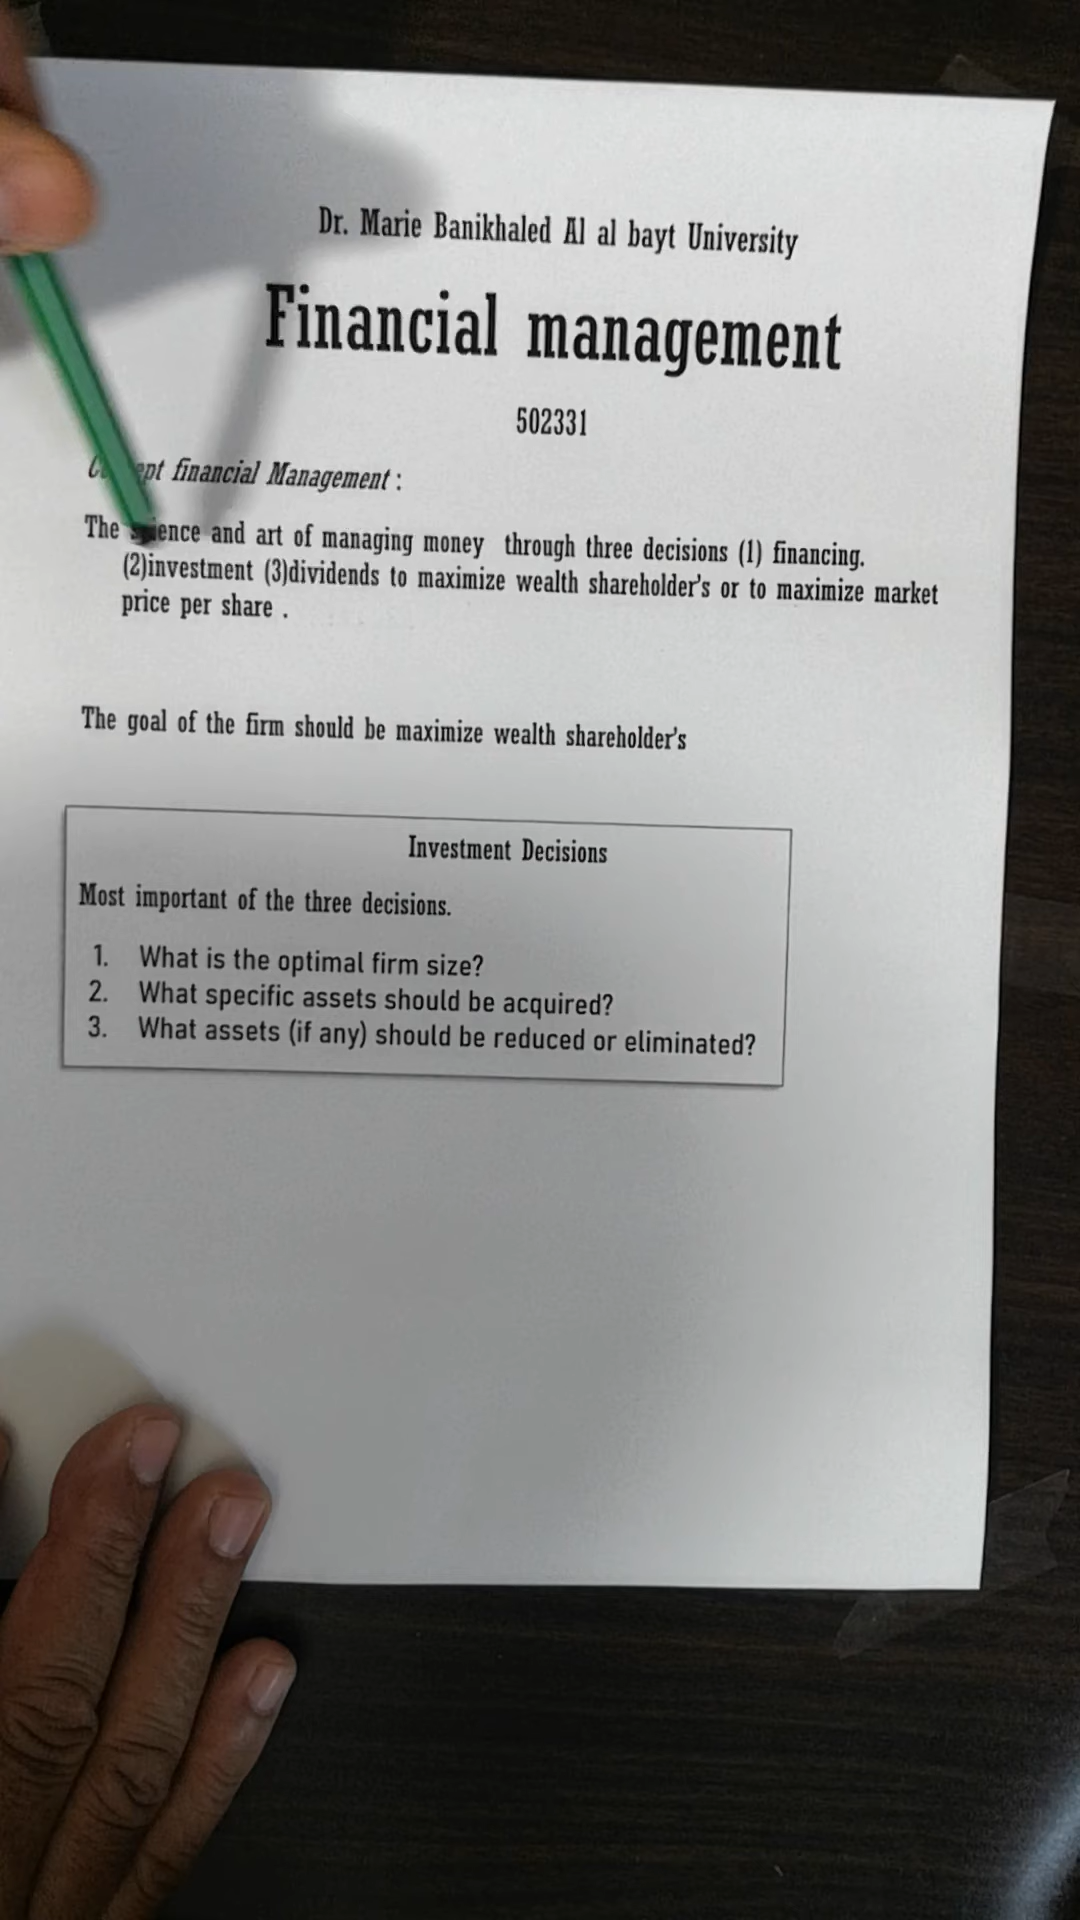 Dr. Marie Banikhaled Al al bayt University
Financial management
502331
financial Management :
The and art of managing money through three decisions (1) financing.
(2)investment (3)dividends to maximize wealth shareholder's or to maximize market
price per share .
The goal of the firm should be maximize wealth shareholder's
Investment Decisions
Most important of the three decisions.
1. What is the optimal firm size?
2. What specific assets should be acquired?
3. What assets (if any) should be reduced or eliminated?